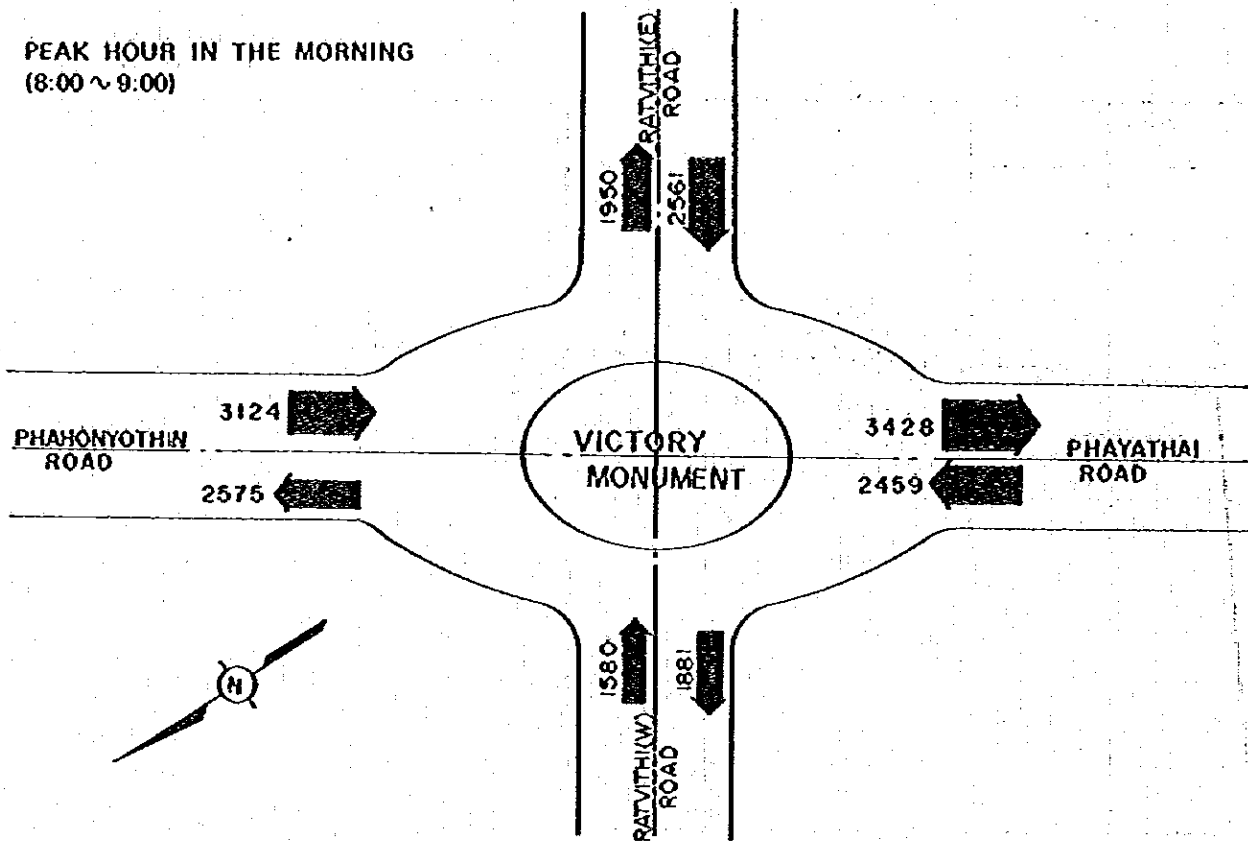 PEAK HOUR IN THE MORNING
(8:00 ~ 9:00)
RATVITHI(E)
ROAD
1950
2561
3124
PHAHONYOTHIN
ROAD
2575
VICTORY
MONUMENT
3428
2459
PHAYATHAI
ROAD
1580
1881
RATVITHI(W)
ROAD
N